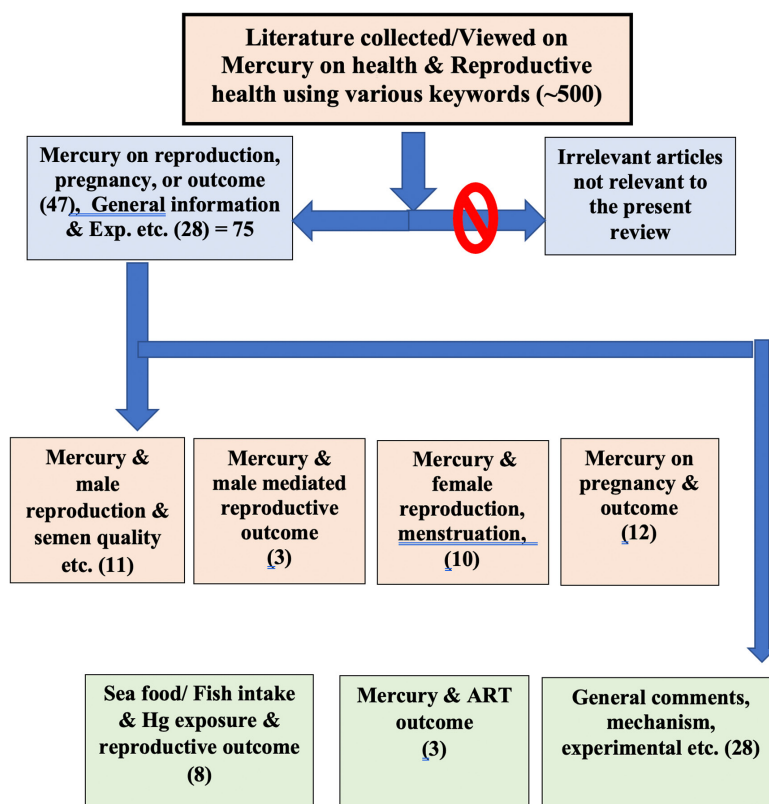 Literature collected/Viewed on
Mercury on health & Reproductive
health using various keywords (~500)
Mercury on reproduction,
pregnancy, or outcome
(47), General information
& Exp. etc. (28) = 75
Irrelevant articles
not relevant to
the present
review
Mercury &
male
reproduction &
semen quality
etc. (11)
Mercury &
male mediated
reproductive
outcome
(3)
Mercury &
female
reproduction,
menstruation,
(10)
Mercury on
pregnancy &
outcome
(12)
Sea food/ Fish intake
& Hg exposure &
reproductive outcome
(8)
Mercury & ART
outcome
(3)
General comments,
mechanism,
experimental etc. (28)